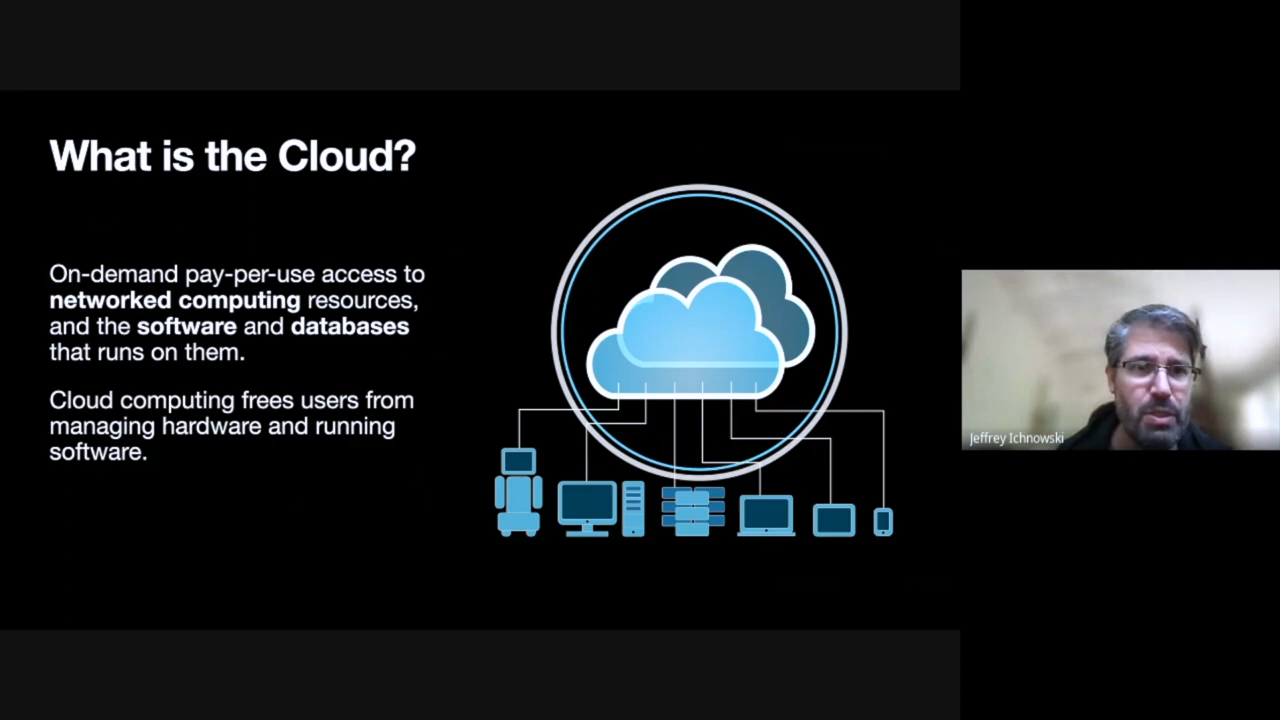 What is the Cloud?
On-demand pay-per-use access to
networked computing resources,
and the software and databases
that runs on them.
Cloud computing frees users from
managing hardware and running
software.
Jeffrey Ichnowski